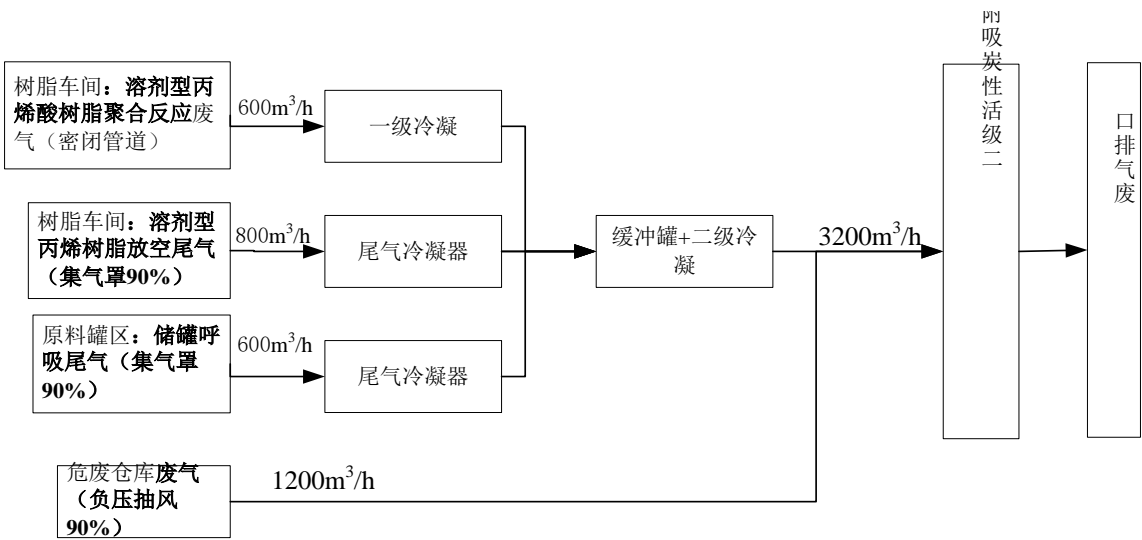 树脂车间：溶剂型丙
烯酸树脂聚合反应废
气（密闭管道）
600m³/h
一级冷凝
树脂车间：溶剂型
丙烯树脂放空尾气
（集气罩90%）
800m³/h
尾气冷凝器
原料罐区：储罐呼
吸尾气（集气罩
90%）
600m³/h
尾气冷凝器
缓冲罐+二级冷
凝
3200m³/h
危废仓库废气
（负压抽风
90%）
1200m³/h
附吸炭性活级二
口排气废